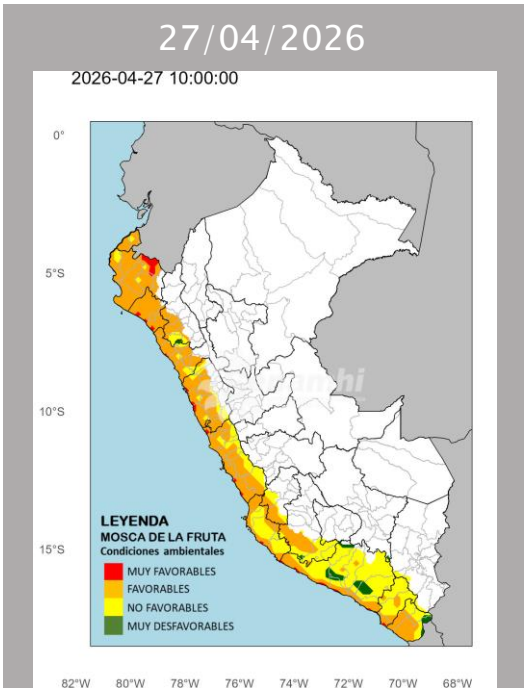 27/04/2026
2026-04-27 10:00:00
0°
5°S
10°S
15°S
LEYENDA
MOSCA DE LA FRUTA
Condiciones ambientales
MUY FAVORABLES
FAVORABLES
NO FAVORABLES
MUY DESFAVORABLES
82°W 80°W 78°W 76°W 74°W 72°W 70°W 68°W